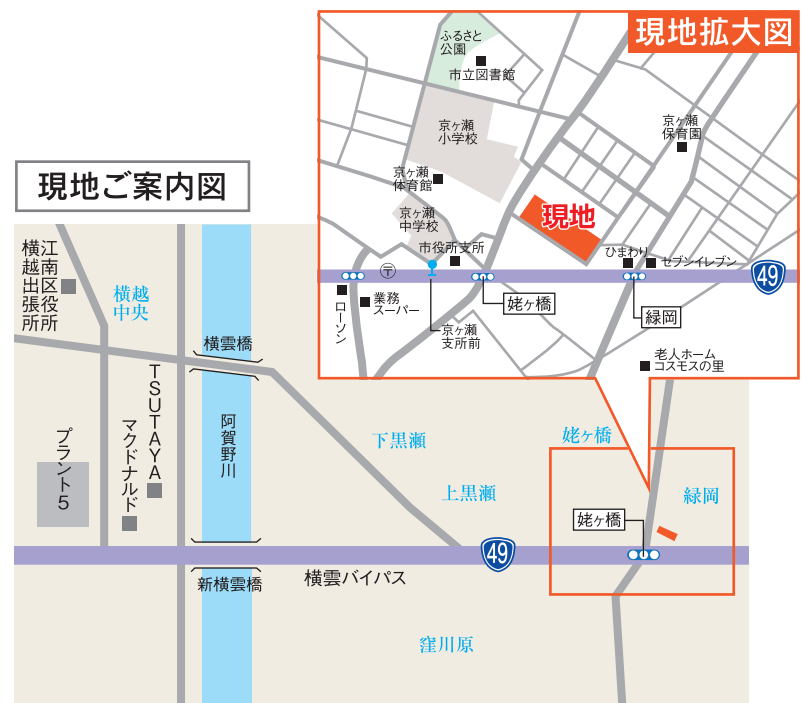 現地拡大図
ふるさと
公園
市立図書館
京ヶ瀬
小学校
京ヶ瀬
保育園
京ヶ瀬
体育館
京ヶ瀬
中学校
現地
市役所支所
ひまわり
セブンイレブン
〒
49
ローソン
業務
スーパー
姥ヶ橋
緑岡
京ヶ瀬
支所前
老人ホーム
コスモスの里
現地ご案内図
江南区役所
横越出張所
横越
中央
横雲橋
TSUTAYA
マクドナルド
プラント5
阿賀野川
下黒瀬
上黒瀬
姥ヶ橋
緑岡
姥ヶ橋
49
新横雲橋
横雲バイパス
窪川原